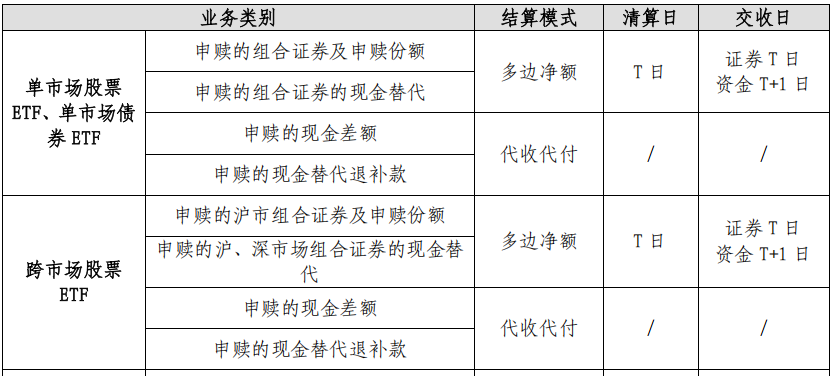 业务类别 结算模式 清算日 交收日
单市场股票
ETF、单市场债
券 ETF
申赎的组合证券及申赎份额
申赎的组合证券的现金替代
多边净额
T 日
证券 T 日
资金 T+1 日
申赎的现金差额
申赎的现金替代退补款
代收代付
/
/
跨市场股票
ETF
申赎的沪市组合证券及申赎份额
申赎的沪、深市场组合证券的现金替
代
多边净额
T 日
证券 T 日
资金 T+1 日
申赎的现金差额
申赎的现金替代退补款
代收代付
/
/